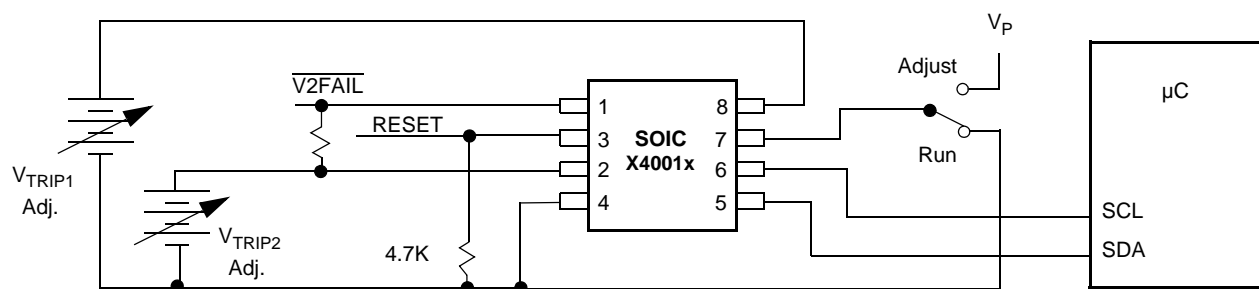 V_P
Adjust
µC
V2FAIL
1
8
RESET
3
SOIC
7
X4001x
2
6
Run
V_TRIP1
Adj.
4
5
SCL
V_TRIP2
Adj.
4.7K
SDA